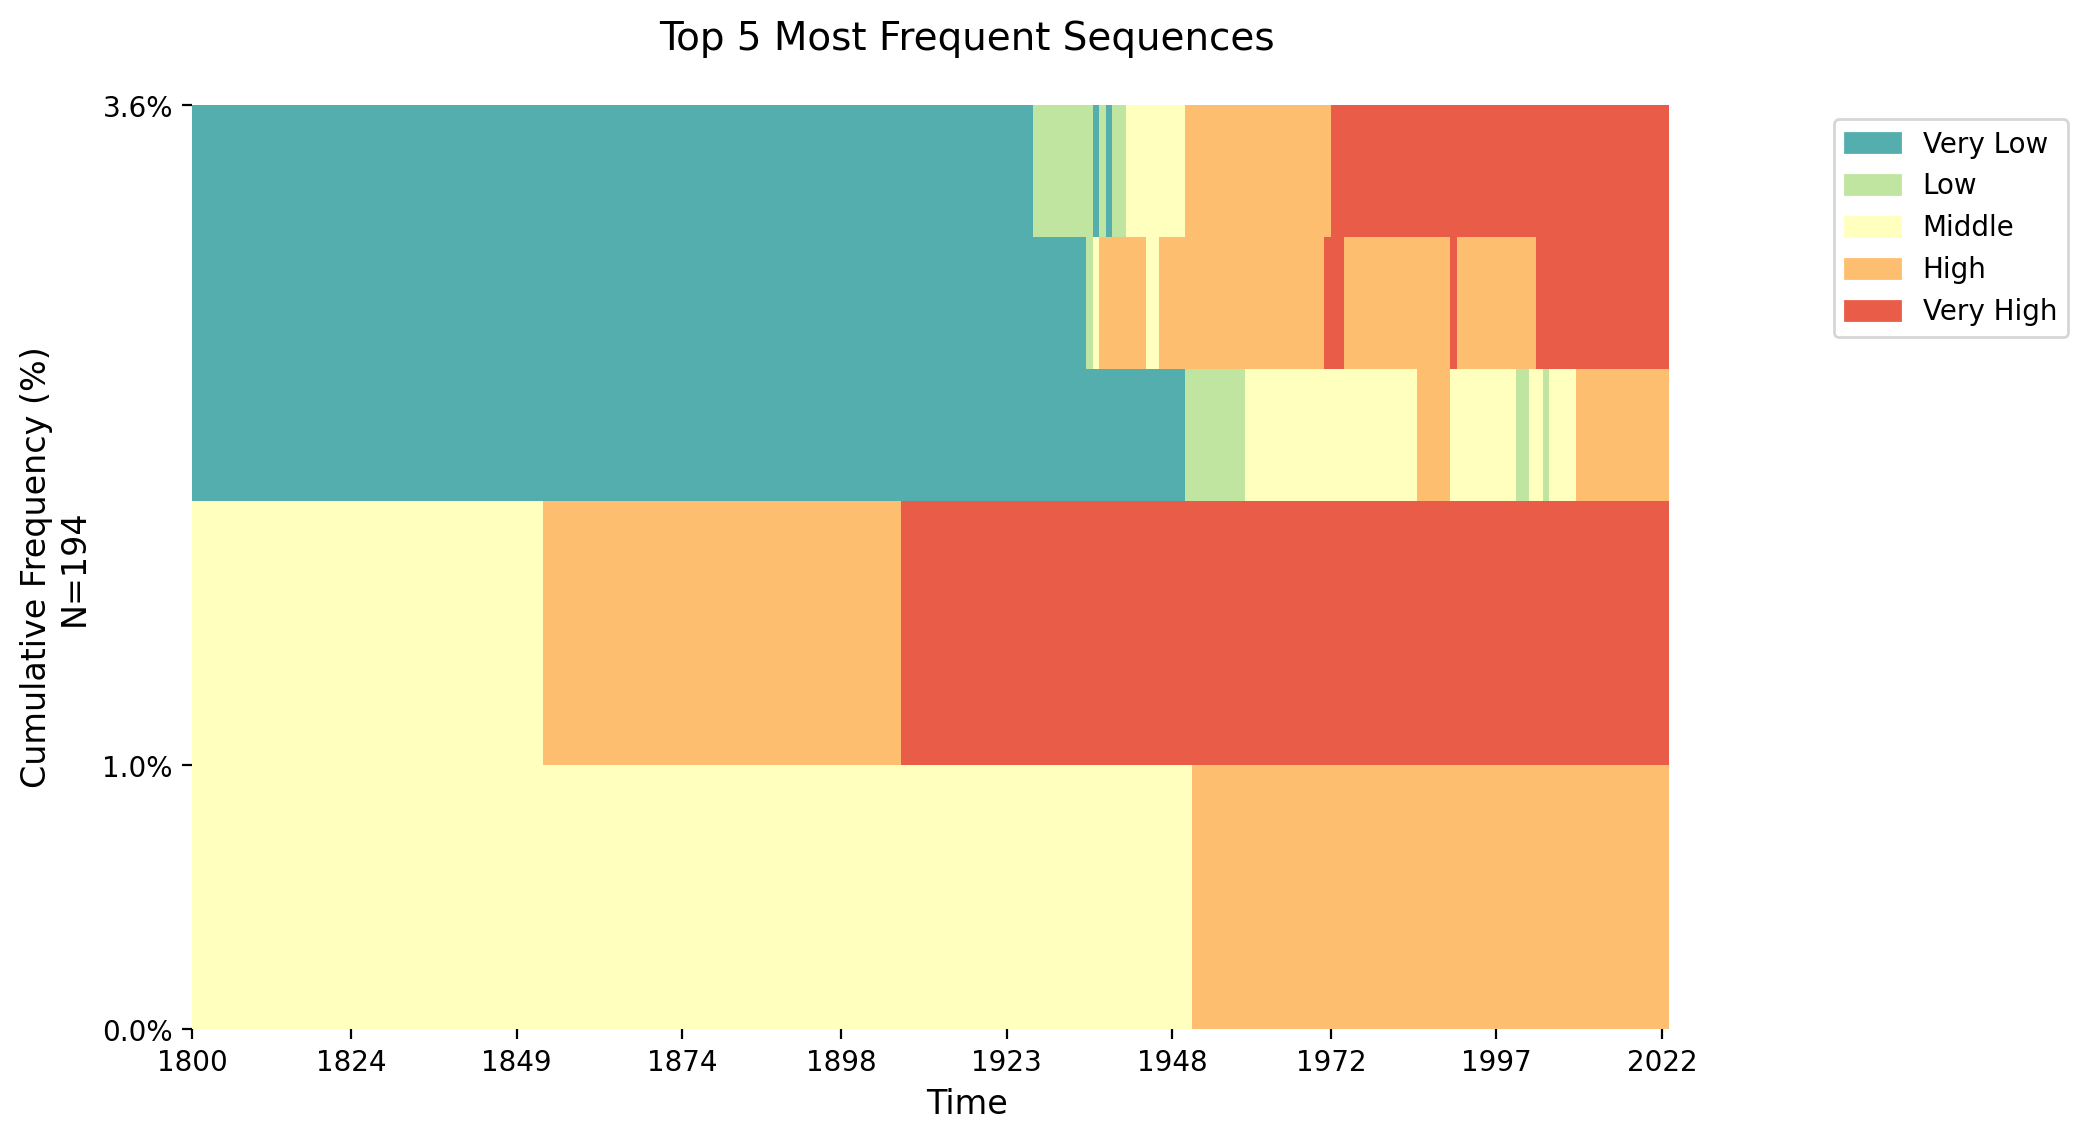 Top 5 Most Frequent Sequences
3.6%
1.0%
0.0%
Cumulative Frequency (%)
N=194
1800 1824 1849 1874 1898 1923 1948 1972 1997 2022
Time
Very Low
Low
Middle
High
Very High